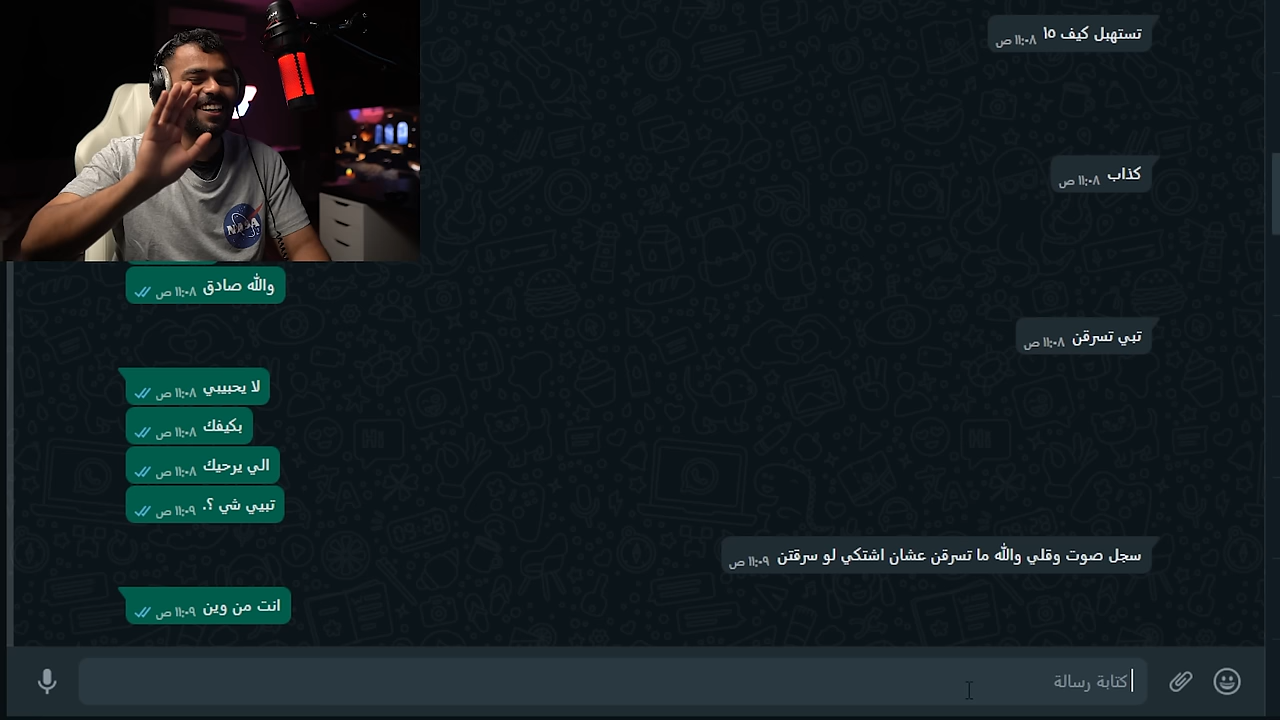 تستهبل كيف ١٥ ١١:٠٨ ص
كذاب ١١:٠٨ ص
NASA
والله صادق ١١:٠٨ ص
تبي تسرقن ١١:٠٨ ص
لا يحبيبي ١١:٠٨ ص
بكيفك ١١:٠٨ ص
الي يرحيك ١١:٠٨ ص
تبيي شي ؟. ١١:٠٩ ص
سجل صوت وقلي والله ما تسرقن عشان اشتكي لو سرقتن ١١:٠٩ ص
انت من وين ١١:٠٩ ص
كتابة رسالة